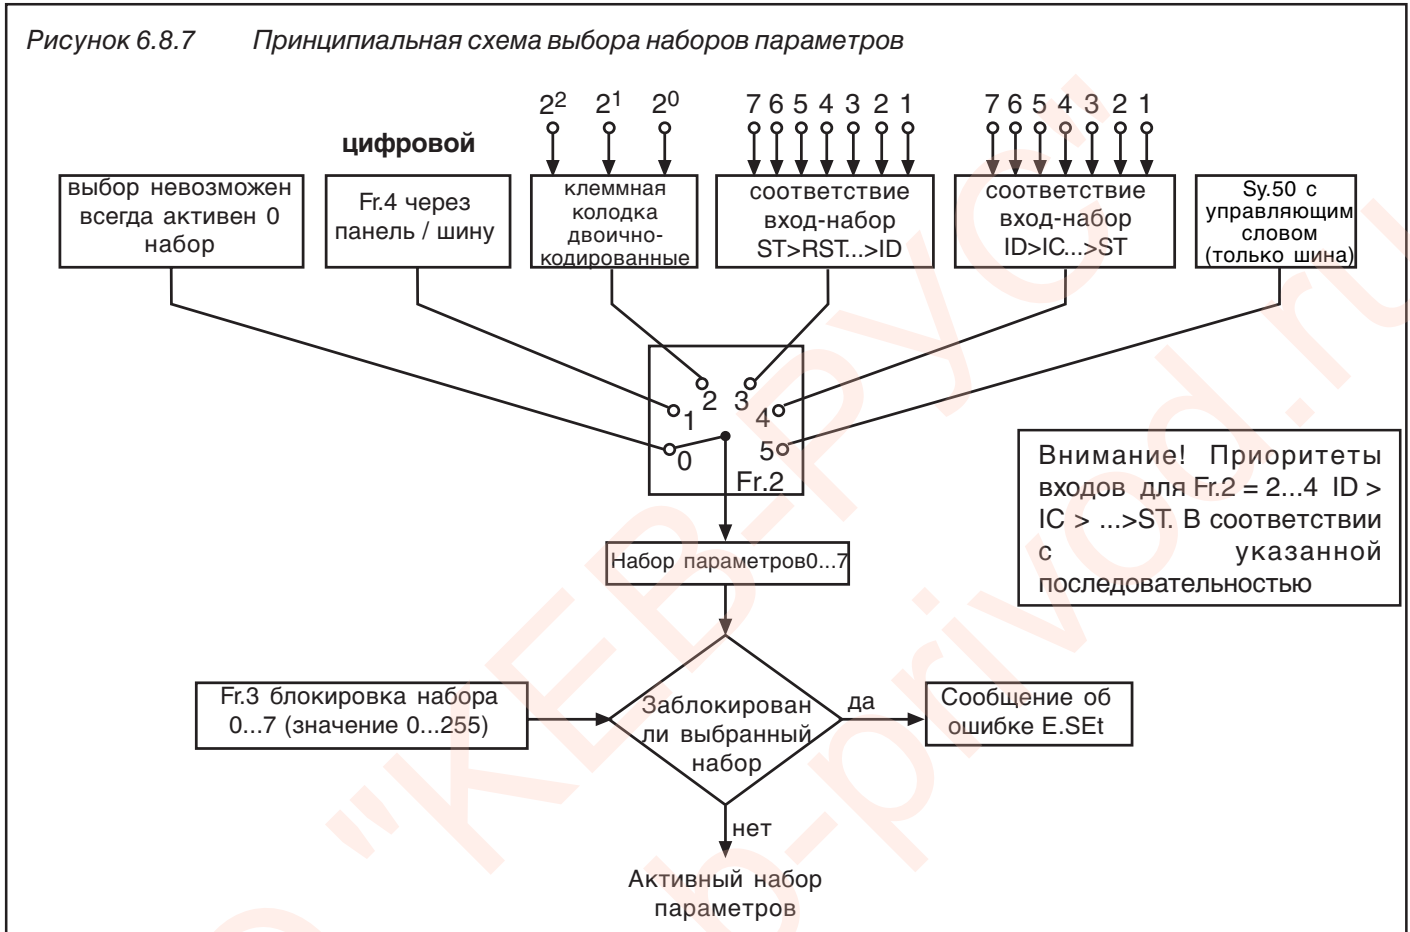 Рисунок 6.8.7 Принципиальная схема выбора наборов параметров
2² 2¹ 2⁰
7 6 5 4 3 2 1
7 6 5 4 3 2 1
цифровой
выбор невозможен
всегда активен 0
набор
Fr.4 через
панель / шину
клеммная
колодка
двоично-
кодированные
соответствие
вход-набор
ST>RST...>ID
соответствие
вход-набор
ID>IC...>ST
Sy.50 с
управляющим
словом
(только шина)
0
1
2
3
4
5
Fr.2
Внимание! Приоритеты
входов для Fr.2 = 2...4 ID >
IC > ...>ST. В соответствии
с указанной
последовательностью
Набор параметров0...7
Fr.3 блокировка набора
0...7 (значение 0...255)
Заблокирован
ли выбранный
набор
да
Сообщение об
ошибке E.SEt
нет
Активный набор
параметров
"КЕВ-РУС"
b-privod.ru